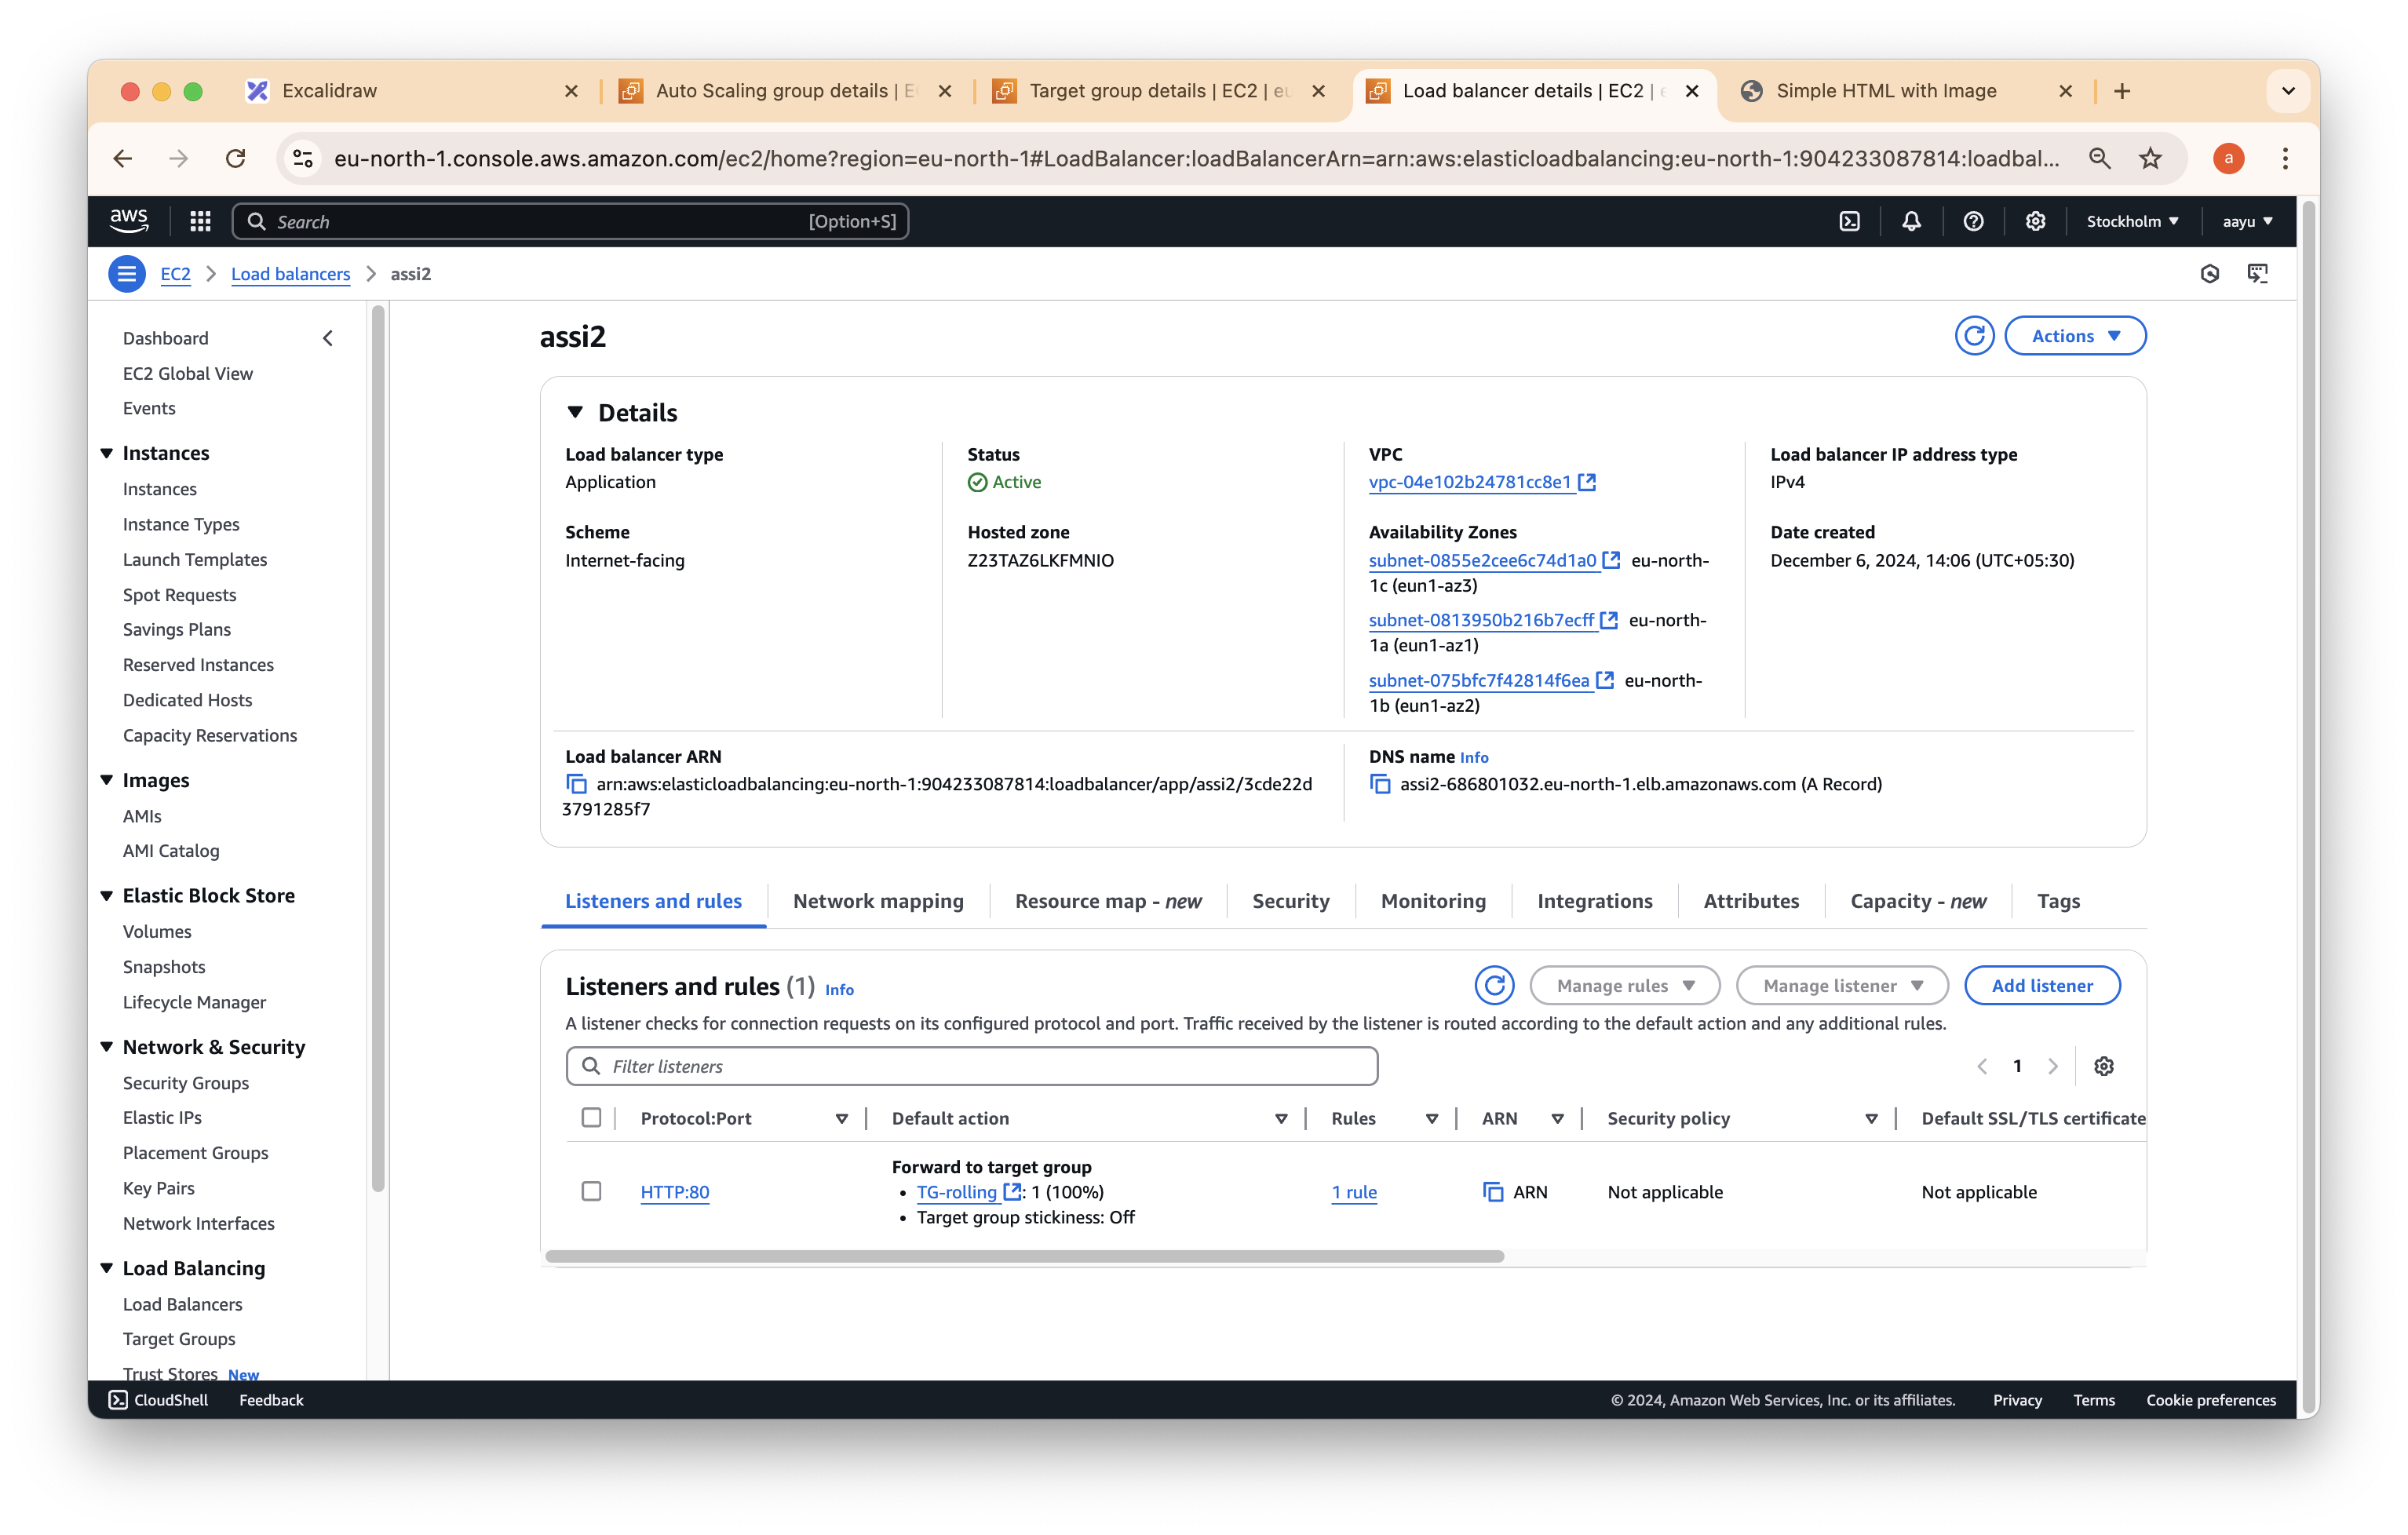 Excalidraw
Auto Scaling group details | E
Target group details | EC2 | eu
Load balancer details | EC2 | e
Simple HTML with Image
eu-north-1.console.aws.amazon.com/ec2/home?region=eu-north-1#LoadBalancer:loadBalancerArn=arn:aws:elasticloadbalancing:eu-north-1:904233087814:loadbal...
a
aws
Search
[Option+S]
Stockholm
aayu
EC2
Load balancers
assi2
Dashboard
EC2 Global View
Events
Instances
Instances
Instance Types
Launch Templates
Spot Requests
Savings Plans
Reserved Instances
Dedicated Hosts
Capacity Reservations
Images
AMIs
AMI Catalog
Elastic Block Store
Volumes
Snapshots
Lifecycle Manager
Network & Security
Security Groups
Elastic IPs
Placement Groups
Key Pairs
Network Interfaces
Load Balancing
Load Balancers
Target Groups
Trust Stores New
assi2
Actions
Details
Load balancer type
Application
Scheme
Internet-facing
Status
Active
Hosted zone
Z23TAZ6LKFMNIO
VPC
vpc-04e102b24781cc8e1
Availability Zones
subnet-0855e2cee6c74d1a0 eu-north-
1c (eun1-az3)
subnet-0813950b216b7ecff eu-north-
1a (eun1-az1)
subnet-075bfc7f42814f6ea eu-north-
1b (eun1-az2)
Load balancer IP address type
IPv4
Date created
December 6, 2024, 14:06 (UTC+05:30)
Load balancer ARN
arn:aws:elasticloadbalancing:eu-north-1:904233087814:loadbalancer/app/assi2/3cde22d
3791285f7
DNS name Info
assi2-686801032.eu-north-1.elb.amazonaws.com (A Record)
Listeners and rules
Network mapping
Resource map - new
Security
Monitoring
Integrations
Attributes
Capacity - new
Tags
Listeners and rules (1) Info
Manage rules
Manage listener
Add listener
A listener checks for connection requests on its configured protocol and port. Traffic received by the listener is routed according to the default action and any additional rules.
Filter listeners
1
Protocol:Port
Default action
Rules
ARN
Security policy
Default SSL/TLS certificate
HTTP:80
Forward to target group
• TG-rolling : 1 (100%)
• Target group stickiness: Off
1 rule
ARN
Not applicable
Not applicable
CloudShell
Feedback
© 2024, Amazon Web Services, Inc. or its affiliates.
Privacy
Terms
Cookie preferences